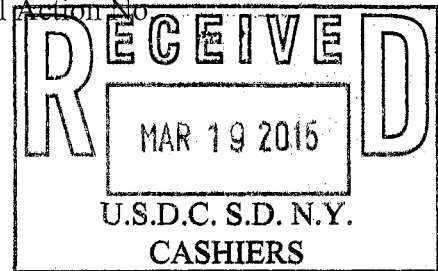 l Action No
RECEIVED
MAR 19 2015
U.S.D.C. S.D. N.Y.
CASHIERS